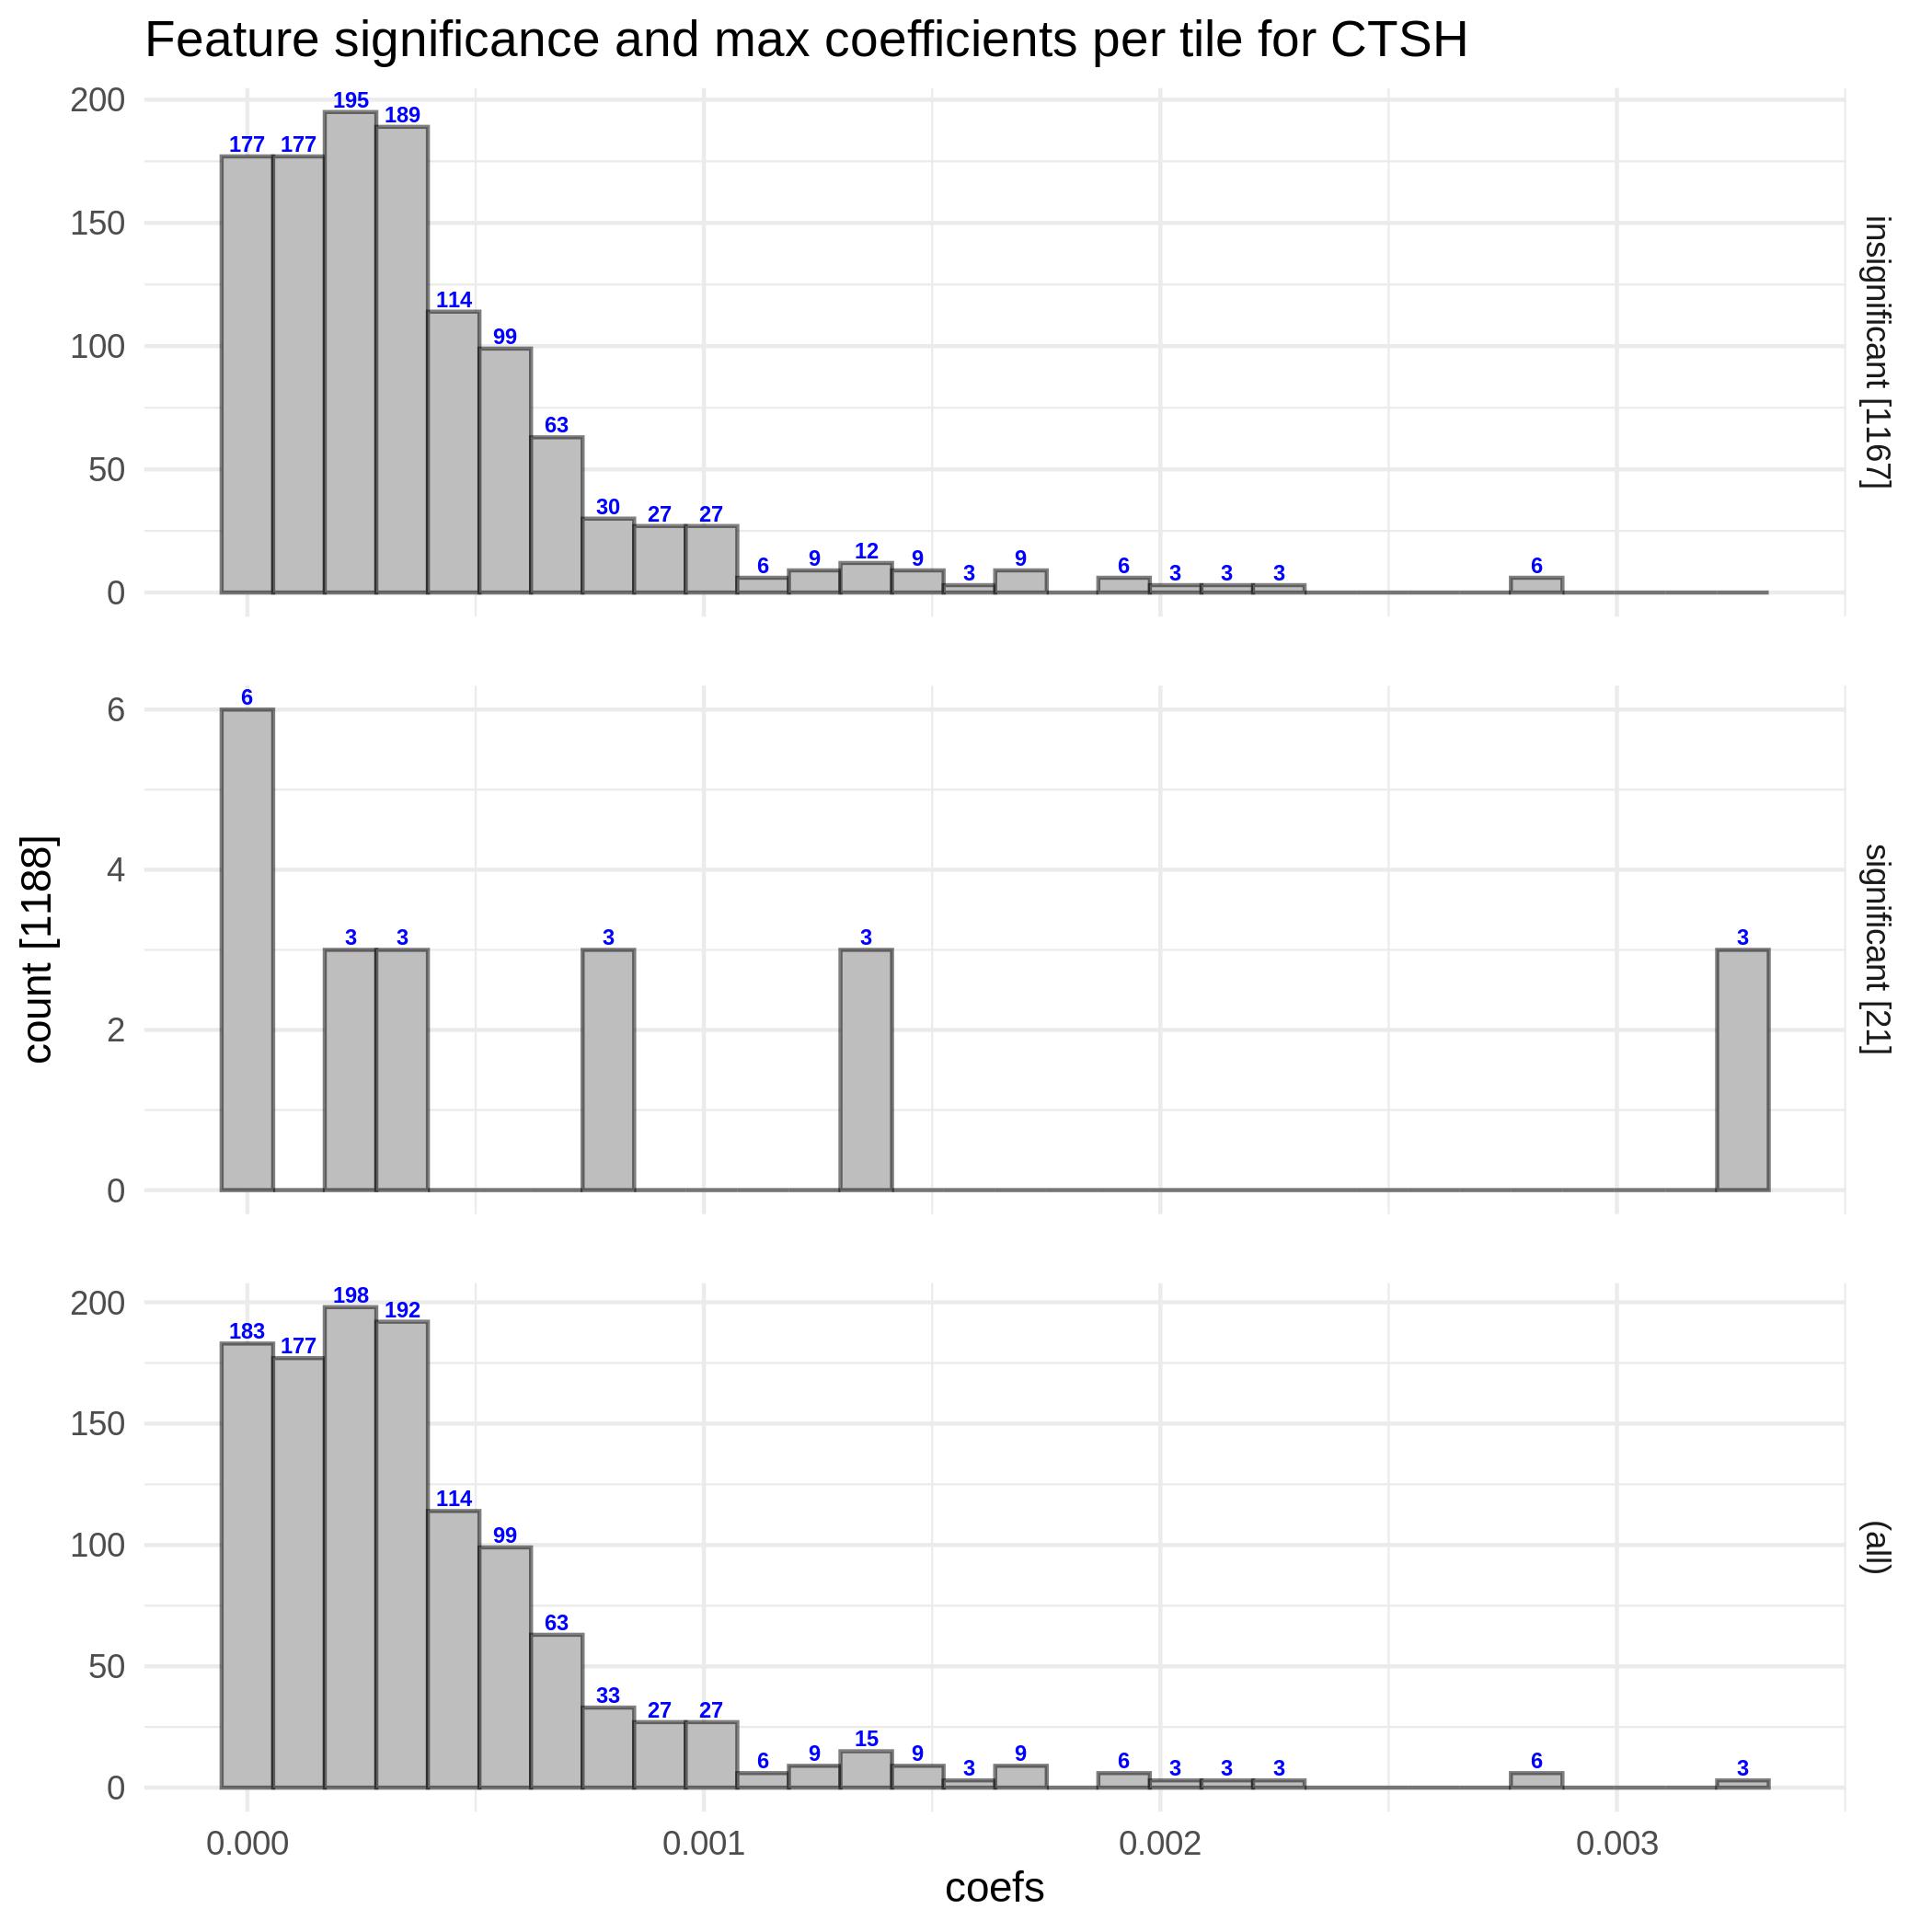 Feature significance and max coefficients per tile for CTSH
200
150
100
50
0
177 177 195 189 114 99 63 30 27 27 6 9 12 9 3 9 6 3 3 3 6
insignificant [1167]
count [1188]
6
4
2
0
6 3 3 3 3 3
significant [21]
200
150
100
50
0
183 177 198 192 114 99 63 33 27 27 6 9 15 9 3 9 6 3 3 3 6 3
(all)
0.000 0.001 0.002 0.003
coefs